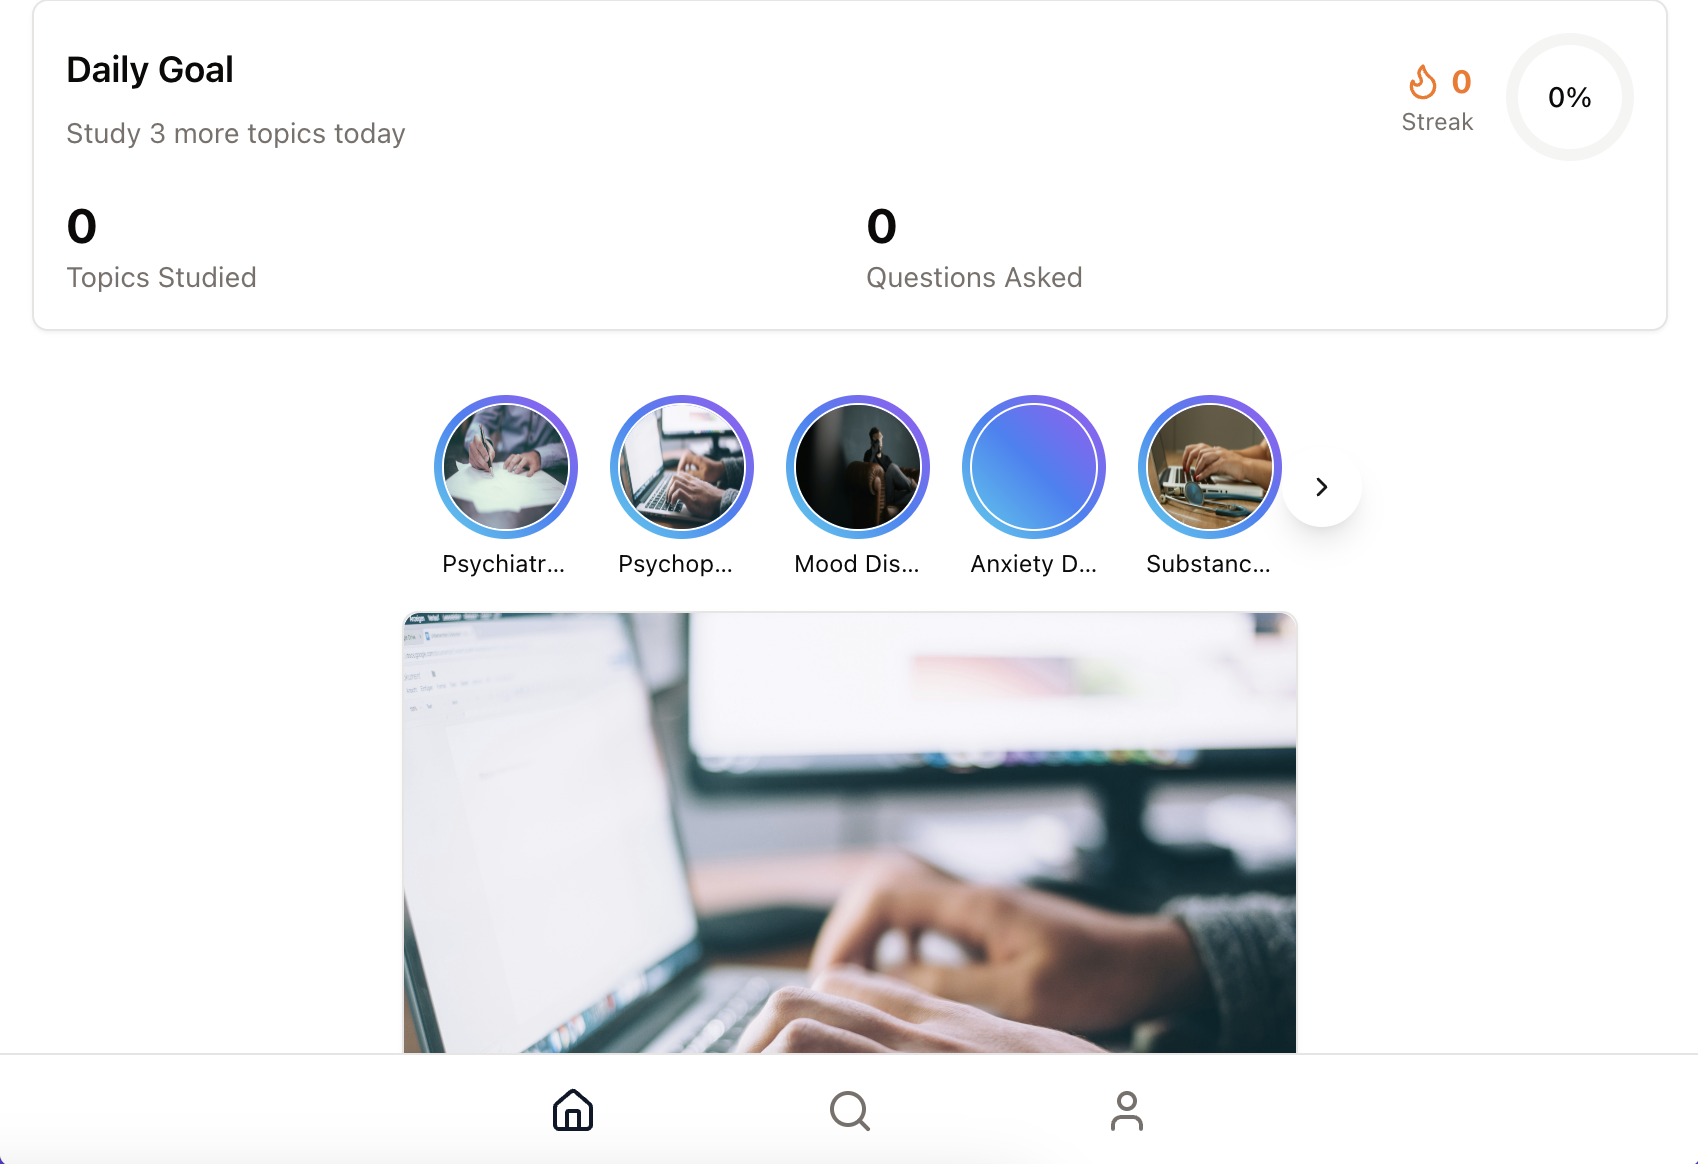 Daily Goal
Study 3 more topics today
0
Streak
0%
0
Topics Studied
0
Questions Asked
Psychiatr...
Psychop...
Mood Dis...
Anxiety D...
Substanc...